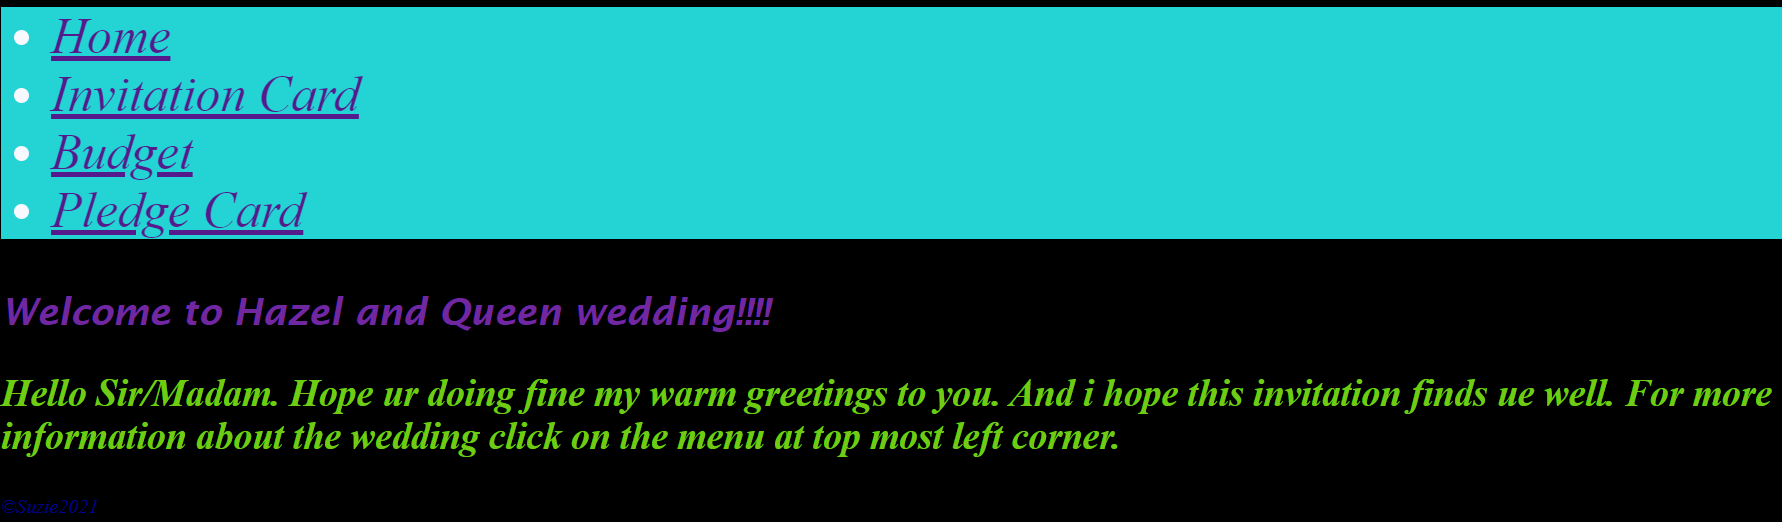 Home
Invitation Card
Budget
Pledge Card
Welcome to Hazel and Queen wedding!!!!
Hello Sir/Madam. Hope ur doing fine my warm greetings to you. And i hope this invitation finds ue well. For more
information about the wedding click on the menu at top most left corner.
©Suzie2021